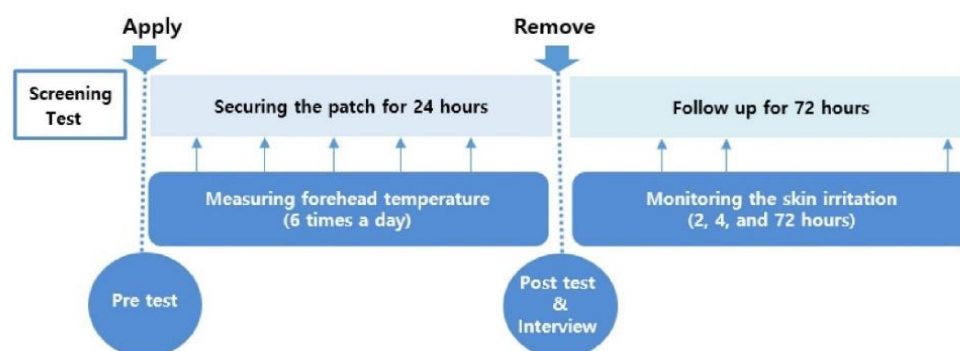 Apply
Remove
Screening
Test
Securing the patch for 24 hours
Follow up for 72 hours
Measuring forehead temperature
(6 times a day)
Monitoring the skin irritation
(2, 4, and 72 hours)
Pre test
Post test
&
Interview